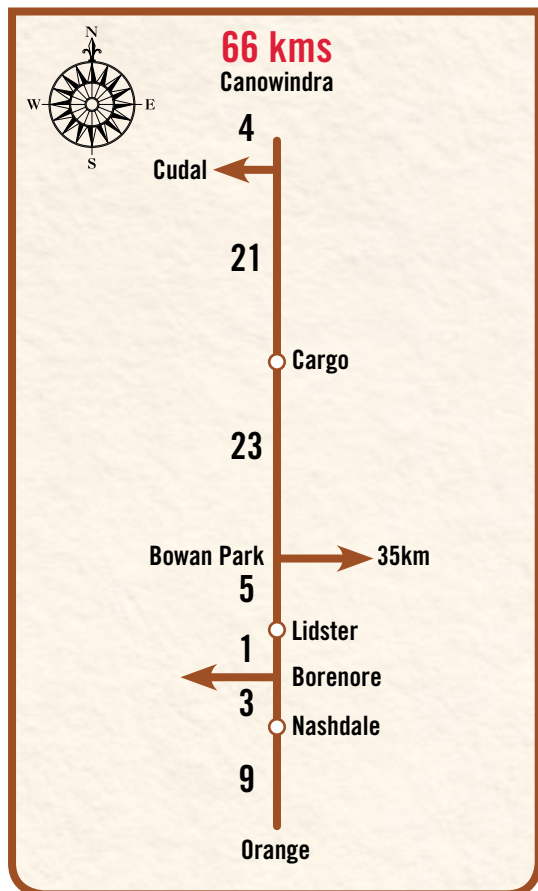 66 kms
Canowindra
N
W
E
S
4
Cudal
21
Cargo
23
Bowan Park
35km
5
Lidster
1
Borenore
3
Nashdale
9
Orange